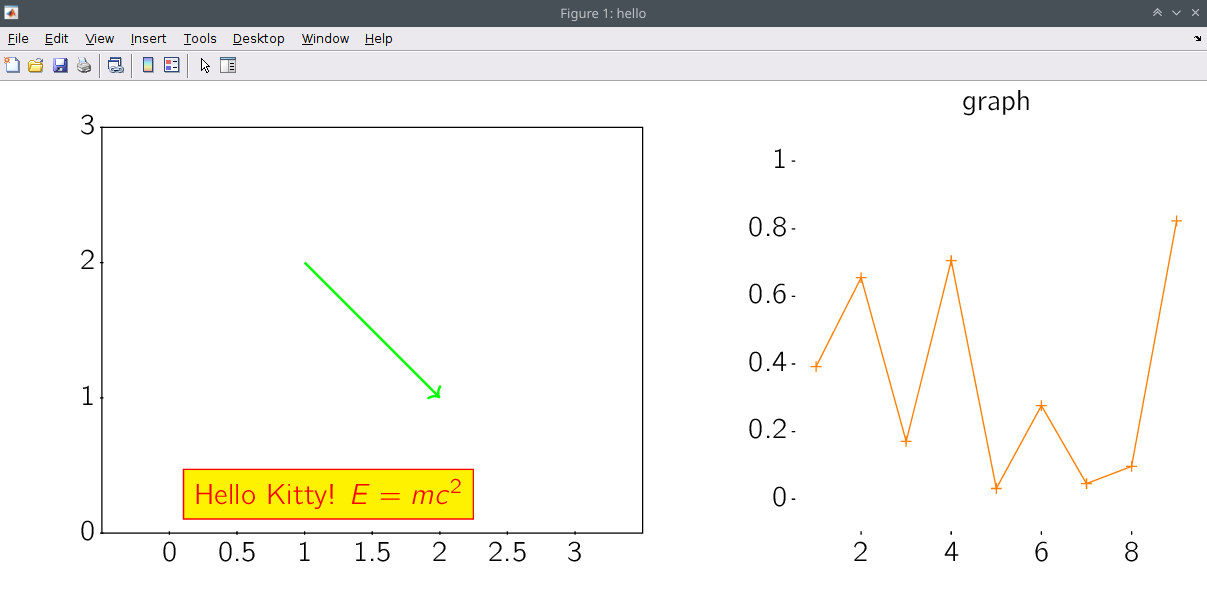 Figure 1: hello
File Edit View Insert Tools Desktop Window Help
graph
3
2
1
0
0 0.5 1 1.5 2 2.5 3
Hello Kitty! E = mc²
1
0.8
0.6
0.4
0.2
0
2 4 6 8